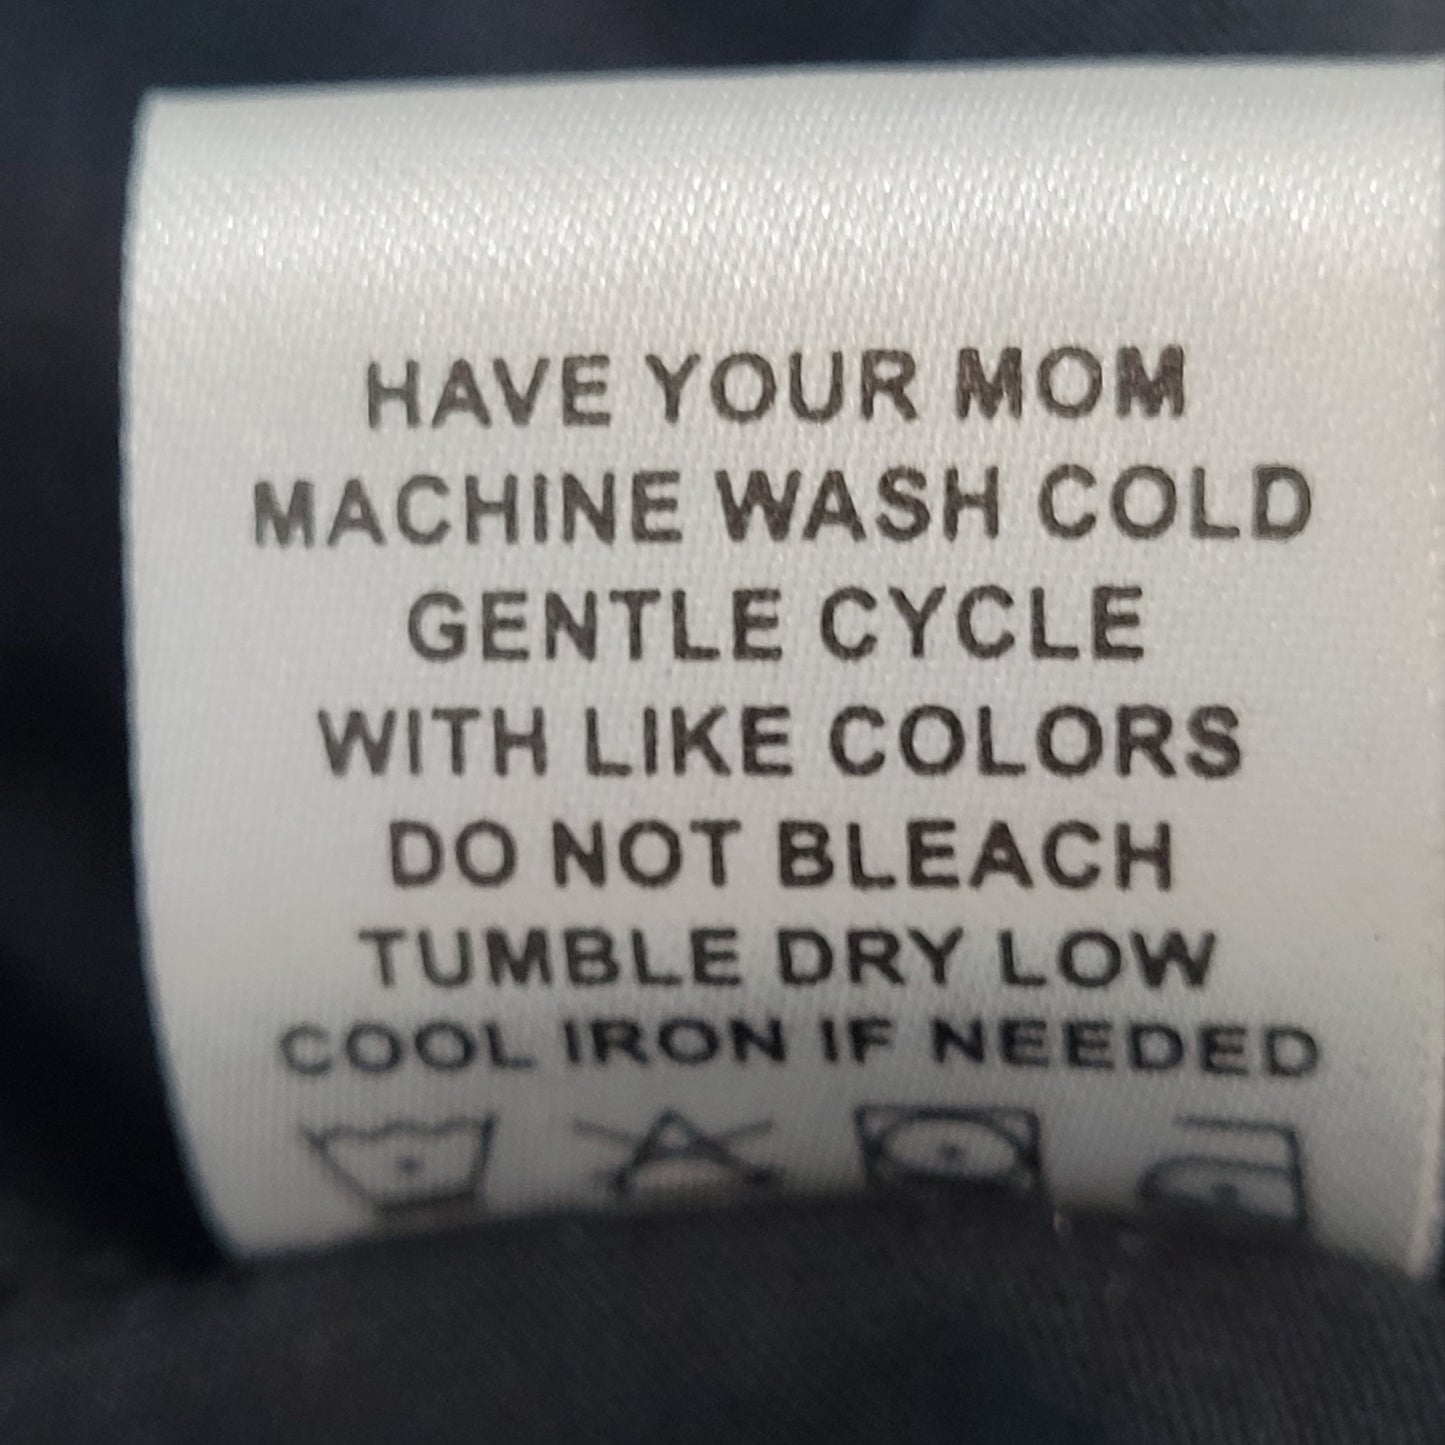 HAVE YOUR MOM
MACHINE WASH COLD
GENTLE CYCLE
WITH LIKE COLORS
DO NOT BLEACH
TUMBLE DRY LOW
COOL IRON IF NEEDED